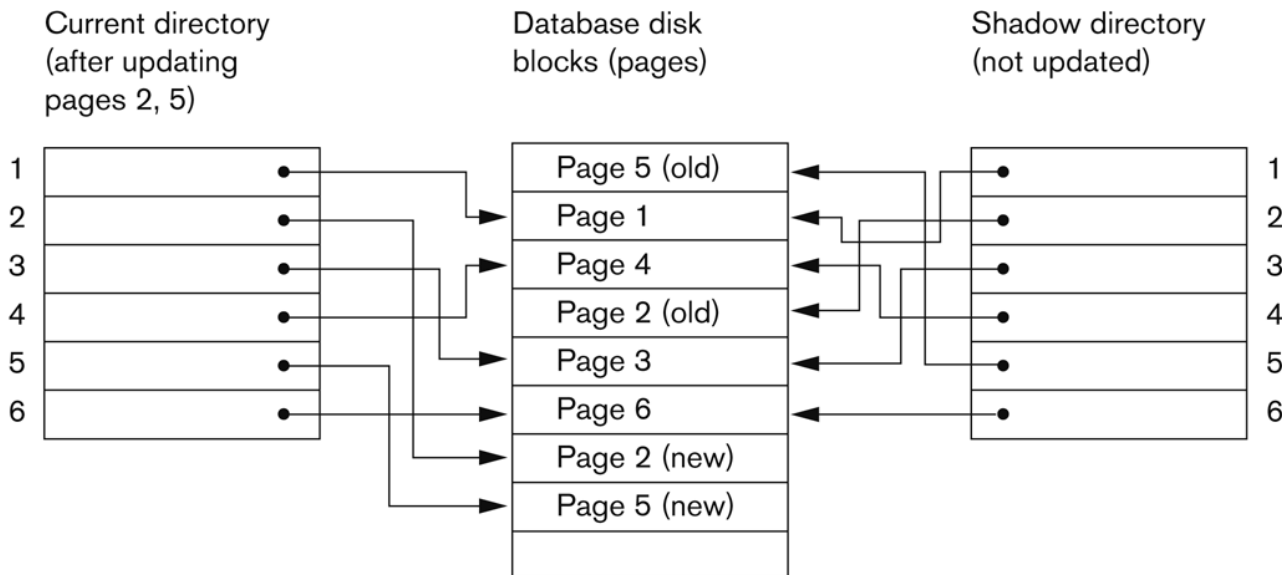 Current directory
(after updating
pages 2, 5)
Database disk
blocks (pages)
Shadow directory
(not updated)
1
2
3
4
5
6
Page 5 (old)
Page 1
Page 4
Page 2 (old)
Page 3
Page 6
Page 2 (new)
Page 5 (new)
1
2
3
4
5
6